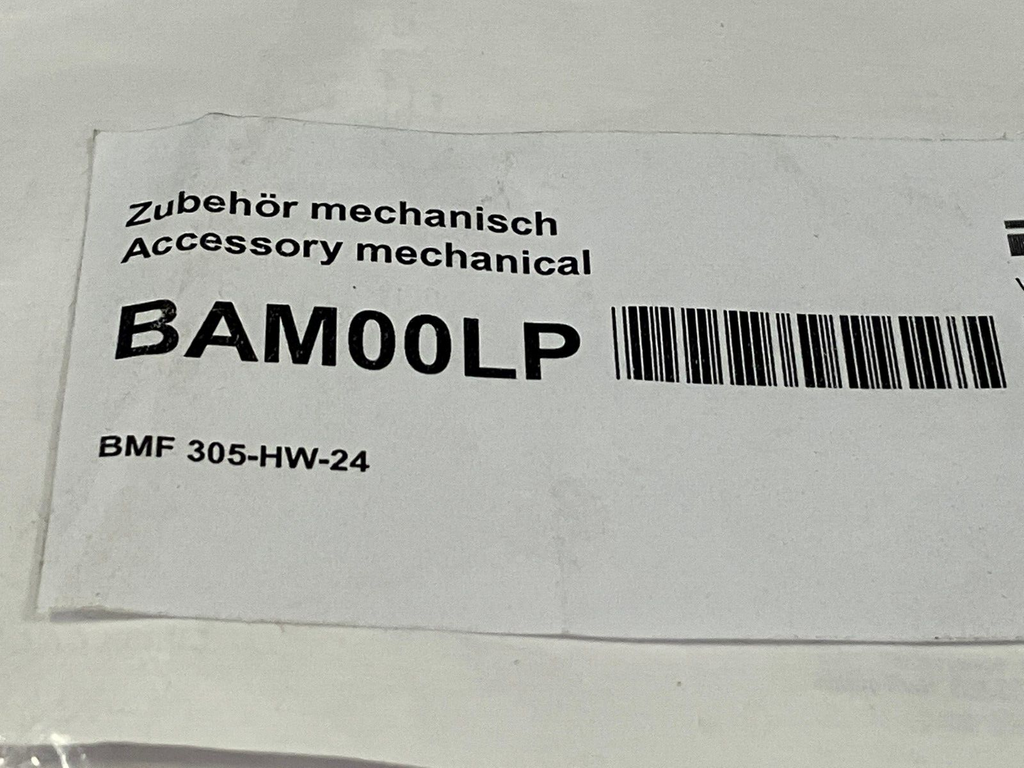 Zubehör mechanisch
Accessory mechanical
BAM00LP
BMF 305-HW-24